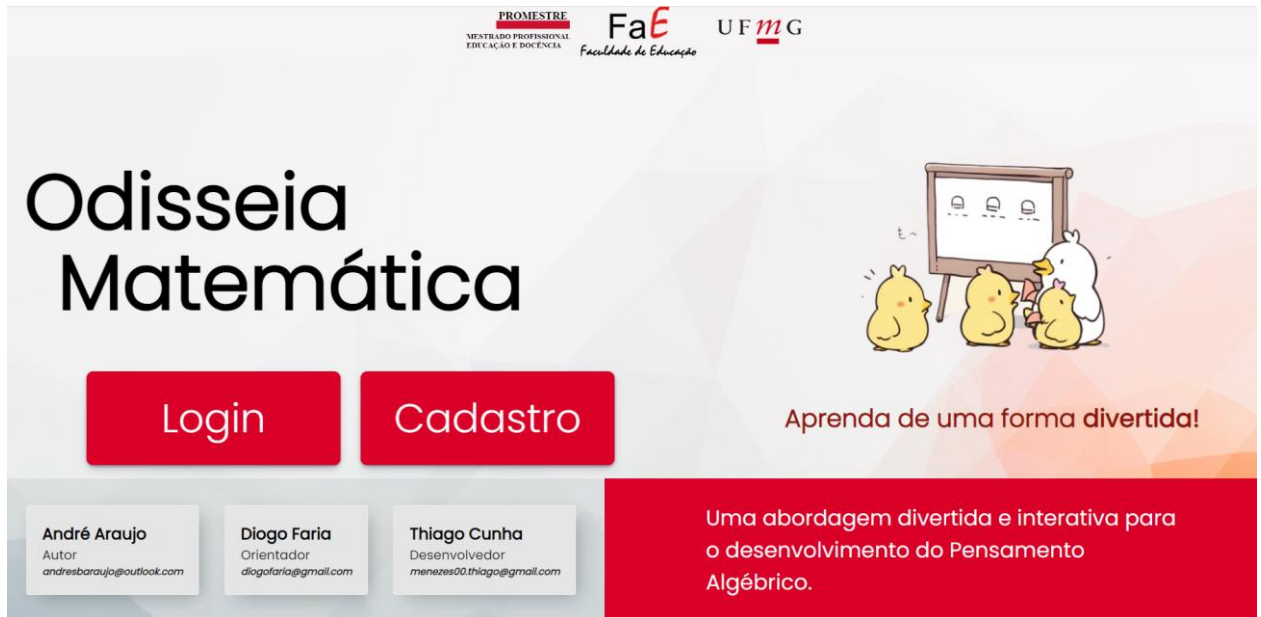 PROMESTRE
MESTRADO PROFISSIONAL
EDUCAÇÃO E DOCÊNCIA
FaE
Faculdade de Educação
UFmG
Odisseia
Matemática
も~
Login
Cadastro
Aprenda de uma forma divertida!
André Araujo
Autor
andresbaraujo@outlook.com
Diogo Faria
Orientador
diogofaria@gmail.com
Thiago Cunha
Desenvolvedor
menezes00.thiago@gmail.com
Uma abordagem divertida e interativa para
o desenvolvimento do Pensamento
Algébrico.